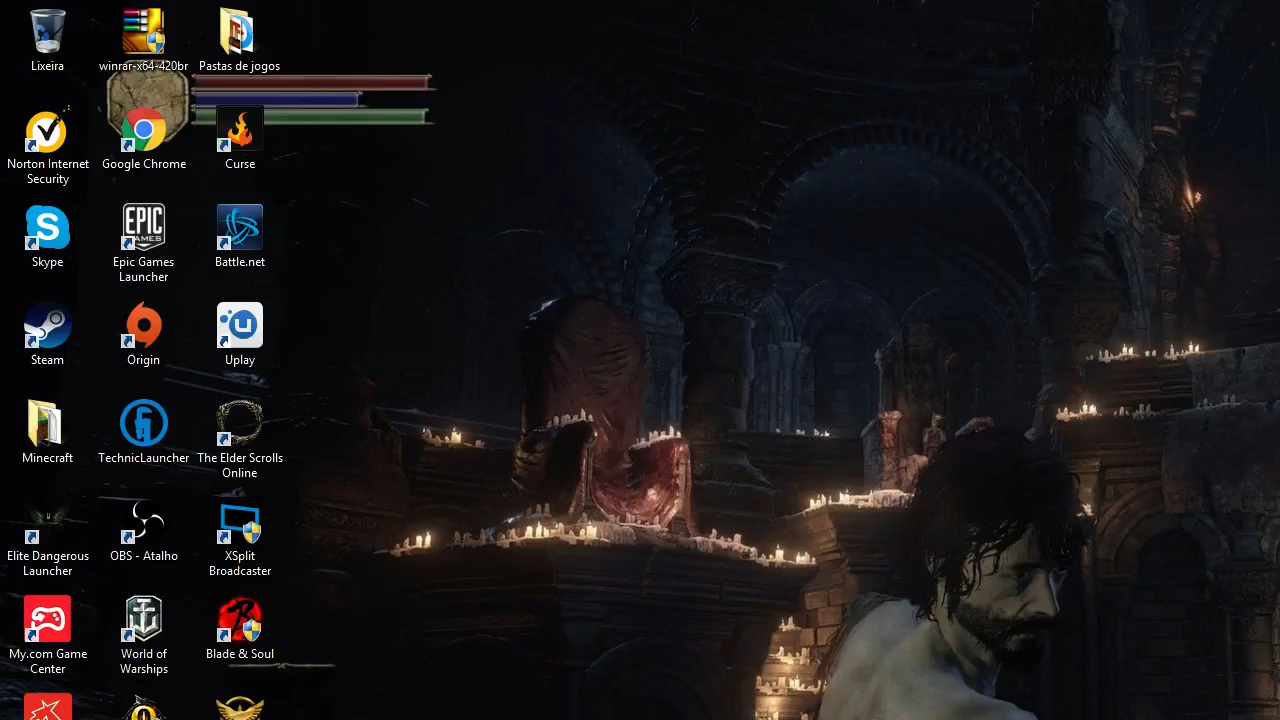 Lixeira
winrar-x64-420br
Pastas de jogos
Norton Internet
Security
Google Chrome
Curse
Skype
EPIC
GAMES
Epic Games
Launcher
Battle.net
Steam
Origin
Uplay
Minecraft
TechnicLauncher
The Elder Scrolls
Online
Elite Dangerous
Launcher
OBS - Atalho
XSplit
Broadcaster
My.com Game
Center
World of
Warships
Blade & Soul